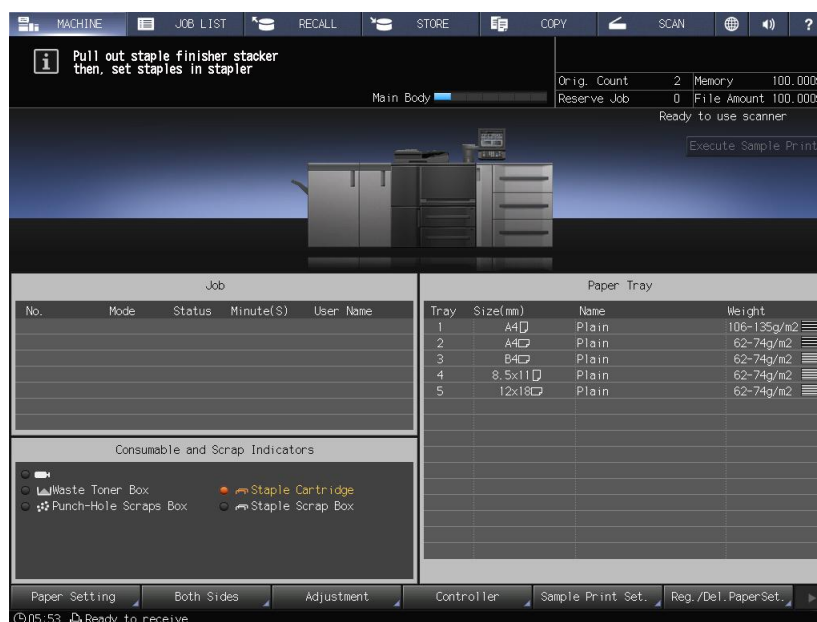 MACHINE JOB LIST RECALL STORE COPY SCAN ?
i Pull out staple finisher stacker
then, set staples in stapler
Main Body
Orig. Count 2 Memory 100.000%
Reserve Job 0 File Amount 100.000%
Ready to use scanner
Execute Sample Print
Job
No. Mode Status Minute(S) User Name
Paper Tray
Tray Size(mm) Name Weight
1 A4 Plain 106-135g/m2
2 A4 Plain 62-74g/m2
3 B4 Plain 62-74g/m2
4 8.5x11 Plain 62-74g/m2
5 12x18 Plain 62-74g/m2
Consumable and Scrap Indicators
Waste Toner Box Staple Cartridge
Punch-Hole Scraps Box Staple Scrap Box
Paper Setting Both Sides Adjustment Controller Sample Print Set. Reg./Del.PaperSet.
05:53 Ready to receive